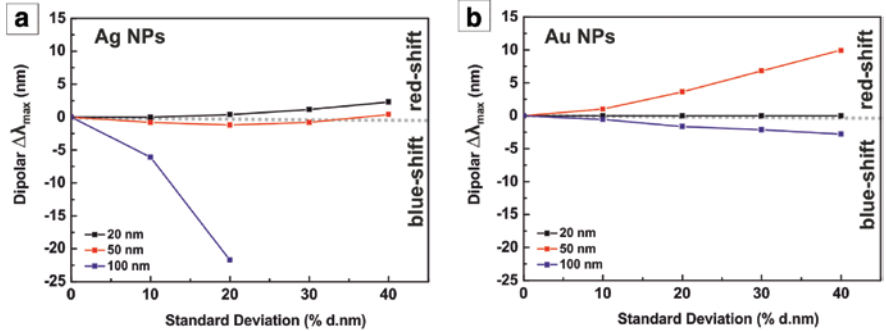 a
Ag NPs
Dipolar Δλmax (nm)
15
10
5
0
-5
-10
-15
-20
-25
0
10
20
30
40
Standard Deviation (% d.nm)
20 nm
50 nm
100 nm
red-shift
blue-shift
b
Au NPs
Dipolar Δλmax (nm)
15
10
5
0
-5
-10
-15
-20
-25
0
10
20
30
40
Standard Deviation (% d.nm)
20 nm
50 nm
100 nm
red-shift
blue-shift